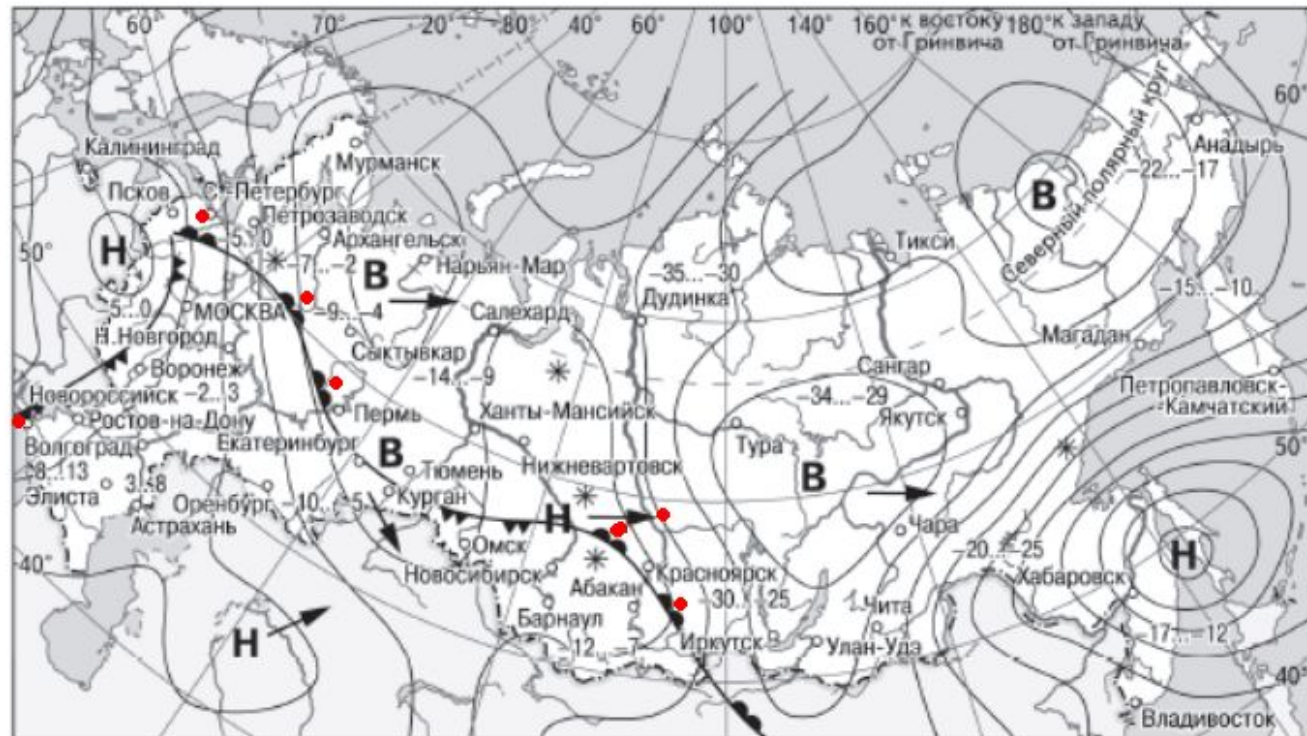 60°
70°
20°
80°
40°
60°
80°
100°
120°
140°
160°
к востоку
от Гринвича
180°
к западу
от Гринвича
60°
Северный полярный круг
Анадырь
-22...-17
В
Калининград
Мурманск
Псков
С.-Петербург
Петрозаводск
-5...0
Архангельск
50°
Н
-7...-2
В
Нарьян-Мар
-35...-30
Дудинка
Тикси
-15...-10
-5...0
МОСКВА
-9...-4
Салехард
Магадан
Н.Новгород
Сыктывкар
Сангар
Воронеж
-14...-9
Петропавловск-
-Камчатский
Новороссийск
-2...3
-34...-29
Ростов-на-Дону
Пермь
Ханты-Мансийск
Якутск
Волгоград
Екатеринбург
Тура
50°
8...13
В
Тюмень
Нижневартовск
В
Элиста
3...8
Оренбург
-10...-5
Курган
Чара
Астрахань
Н
-20...-25
Н
40°
Омск
Хабаровск
Новосибирск
Абакан
Красноярск
-30...-25
Чита
Барнаул
Н
-12...-7
Иркутск
Улан-Удэ
-17...-12
40°
Владивосток